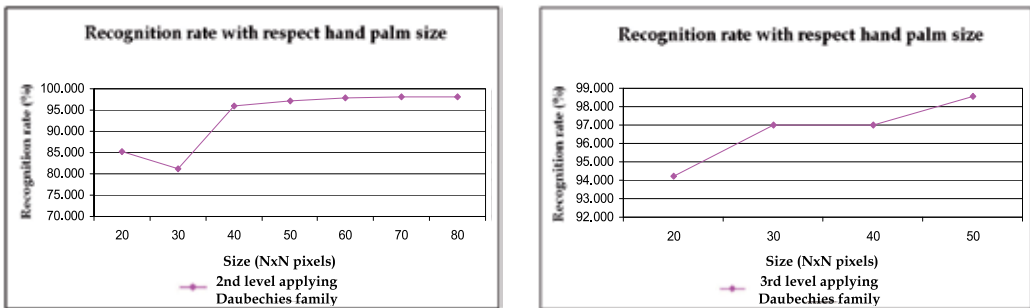 Recognition rate with respect hand palm size
Recognition rate (%)
100.000
95.000
90.000
85.000
80.000
75.000
70.000
20 30 40 50 60 70 80
Size (NxN pixels)
2nd level applying
Daubechies family
Recognition rate with respect hand palm size
Recognition rate (%)
99.000
98.000
97.000
96.000
95.000
94.000
93.000
92.000
20 30 40 50
Size (NxN pixels)
3rd level applying
Daubechies family